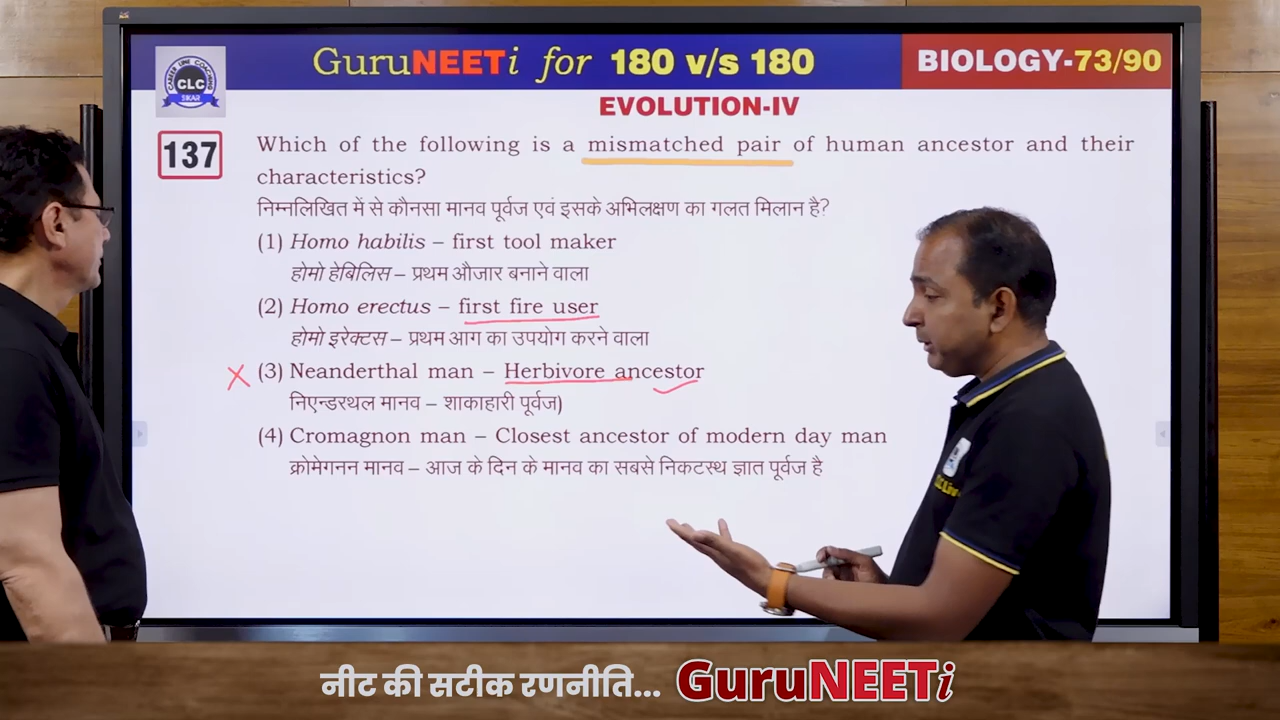 GuruNEETi for 180 v/s 180
BIOLOGY-73/90
CLC
SIKAR
EVOLUTION-IV
137
Which of the following is a mismatched pair of human ancestor and their
characteristics?
निम्नलिखित में से कौनसा मानव पूर्वज एवं इसके अभिलक्षण का गलत मिलान है?
(1) Homo habilis – first tool maker
होमो हेबिलिस – प्रथम औजार बनाने वाला
(2) Homo erectus – first fire user
होमो इरेक्टस – प्रथम आग का उपयोग करने वाला
(3) Neanderthal man – Herbivore ancestor
निएन्डरथल मानव – शाकाहारी पूर्वज)
(4) Cromagnon man – Closest ancestor of modern day man
क्रोमेगनन मानव – आज के दिन के मानव का सबसे निकटस्थ ज्ञात पूर्वज है
नीट की सटीक रणनीति... GuruNEETi